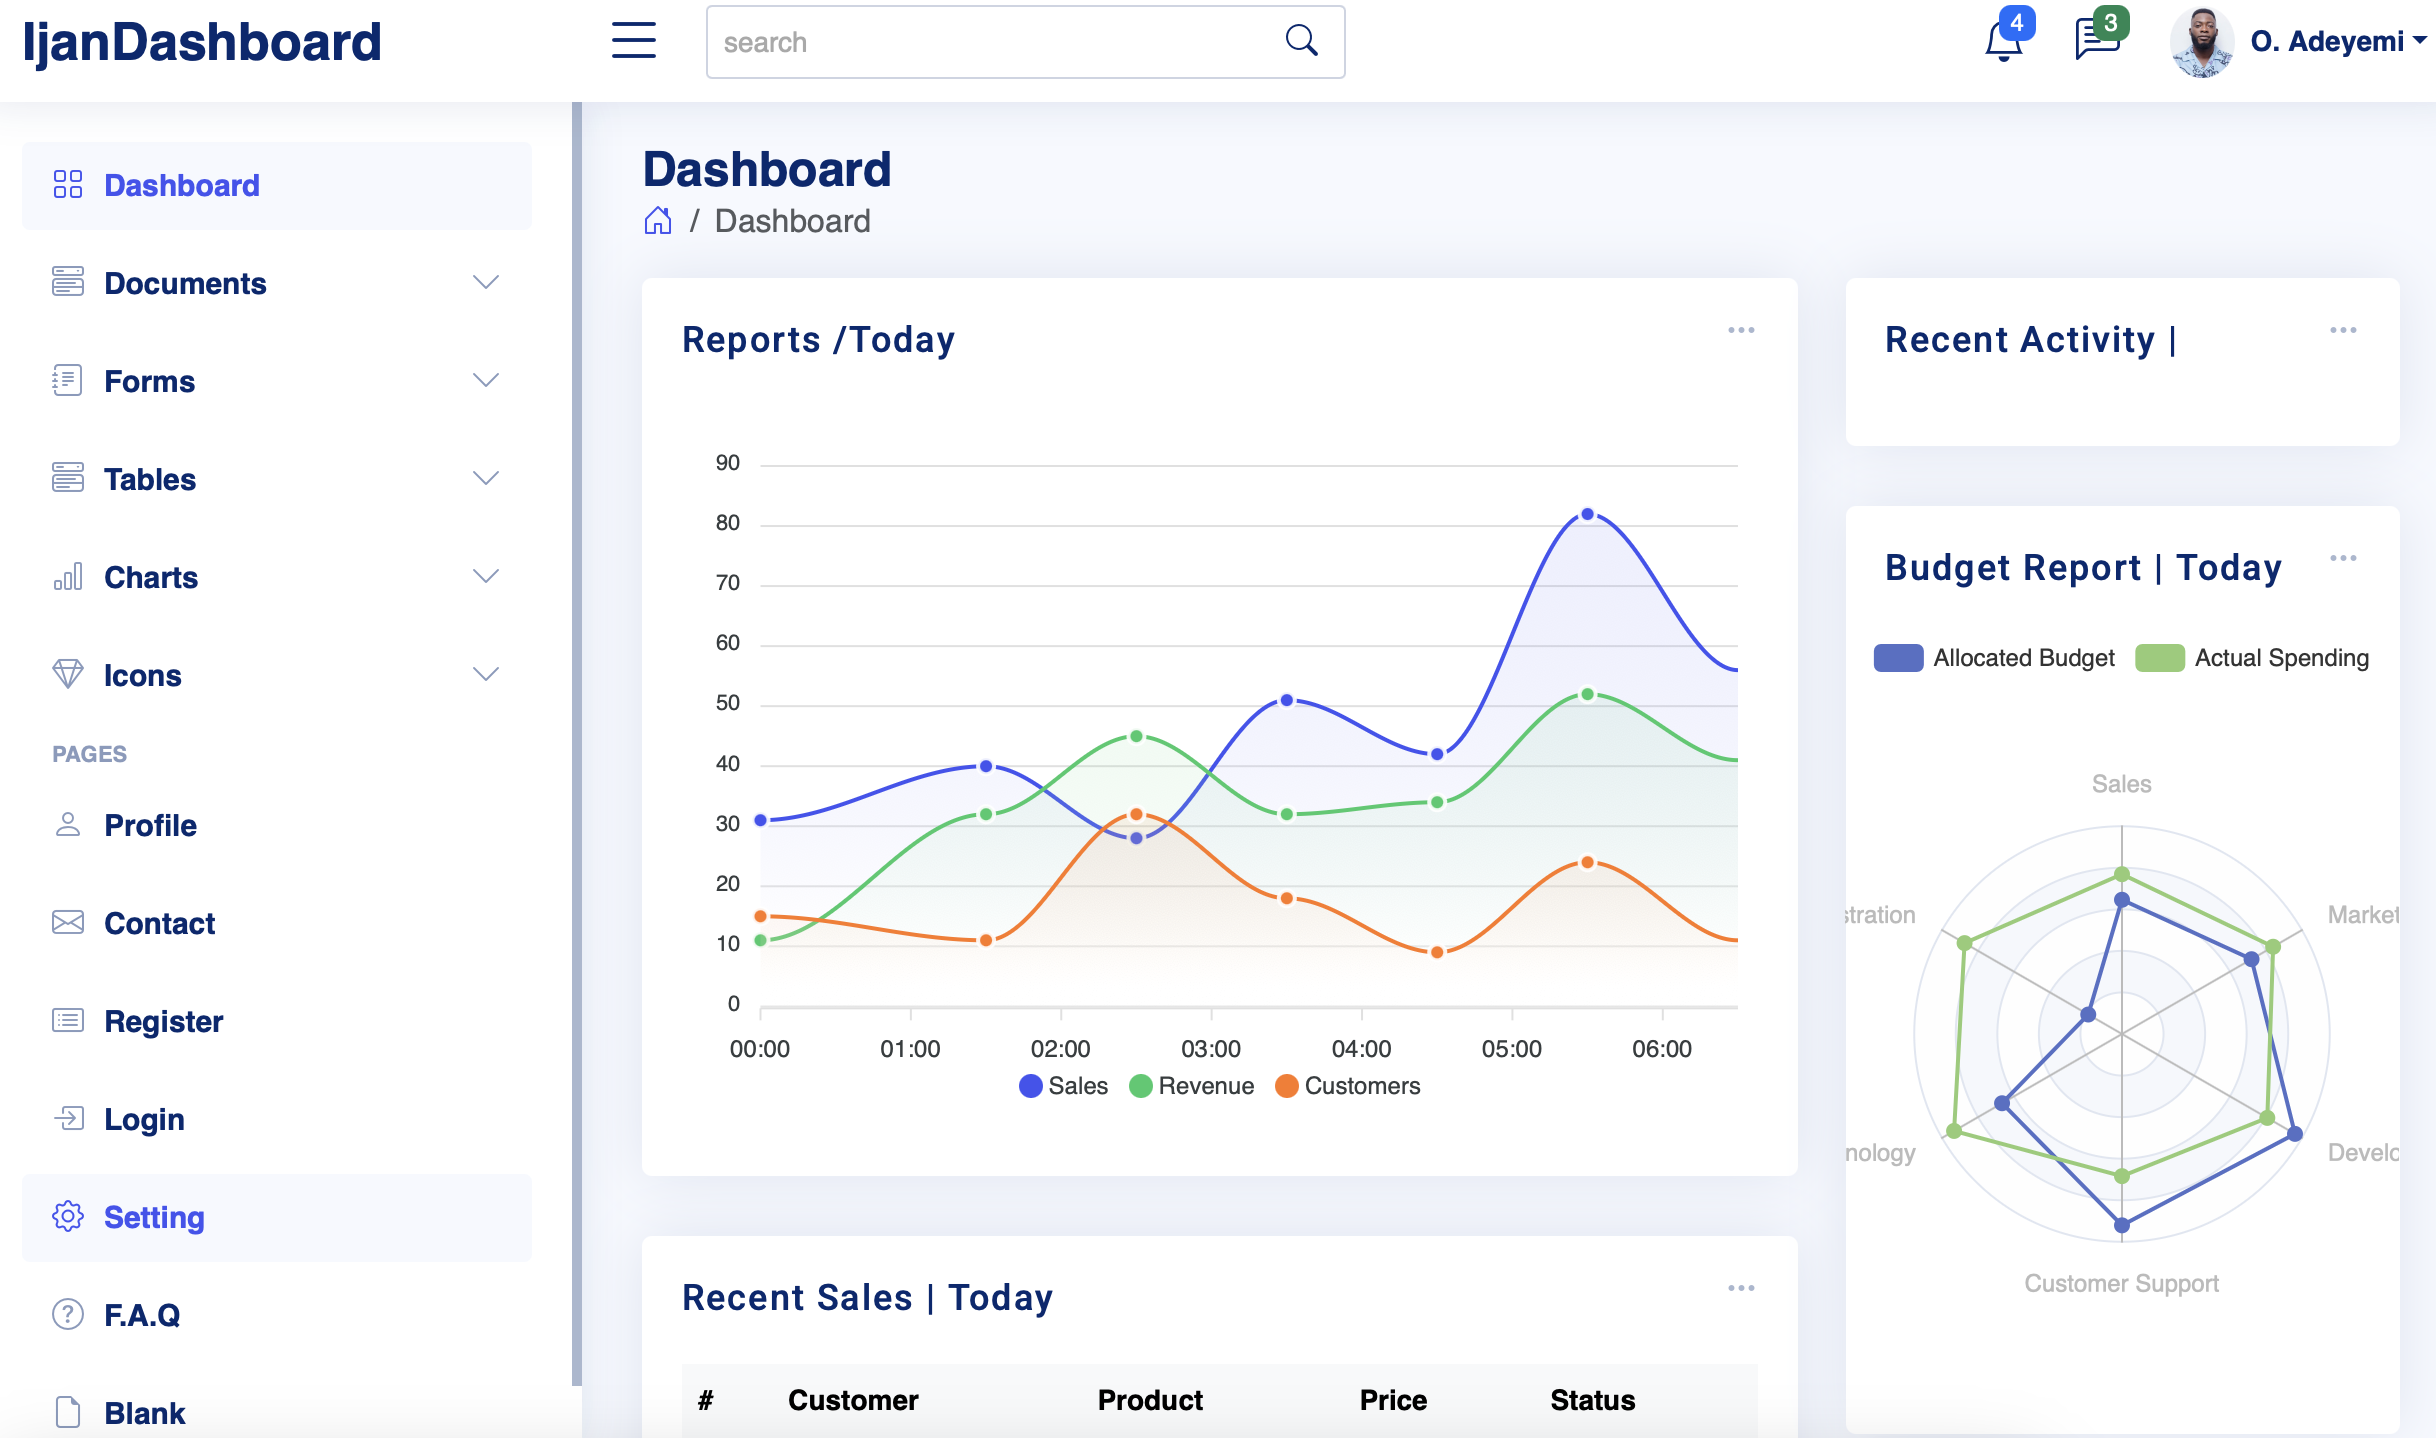 IjanDashboard
search
4
3
O. Adeyemi
Dashboard
Documents
Forms
Tables
Charts
Icons
PAGES
Profile
Contact
Register
Login
Setting
F.A.Q
Blank
Dashboard
/ Dashboard
Reports /Today
90
80
70
60
50
40
30
20
10
0
00:00 01:00 02:00 03:00 04:00 05:00 06:00
Sales Revenue Customers
Recent Sales | Today
# Customer Product Price Status
Recent Activity |
Budget Report | Today
Allocated Budget Actual Spending
Sales
stration Market
nology Develo
Customer Support